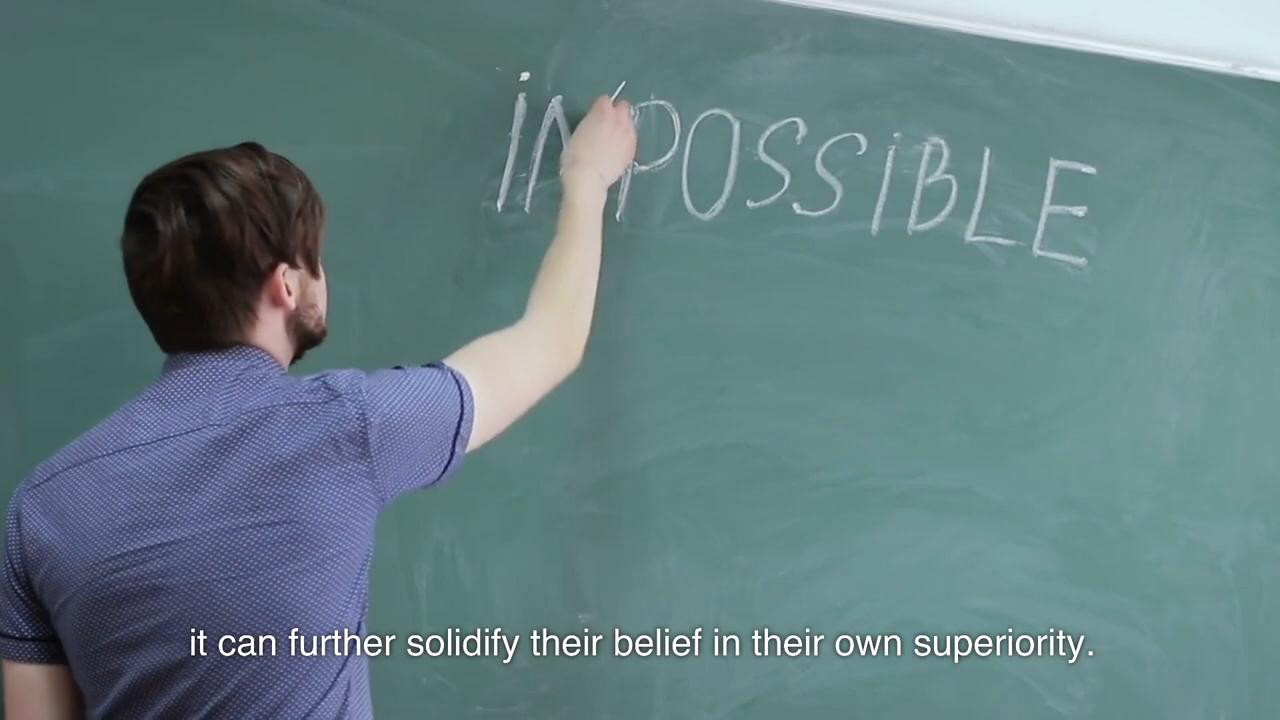 iMPOSSiBLE
it can further solidify their belief in their own superiority.